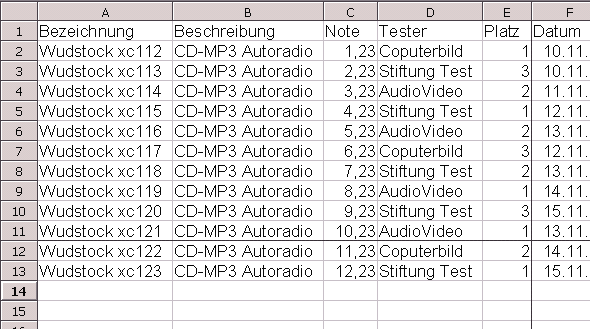 A B C D E F
1 Bezeichnung Beschreibung Note Tester Platz Datum
2 Wudstock xc112 CD-MP3 Autoradio 1,23 Coputerbild 1 10.11.
3 Wudstock xc113 CD-MP3 Autoradio 2,23 Stiftung Test 3 10.11.
4 Wudstock xc114 CD-MP3 Autoradio 3,23 AudioVideo 2 11.11.
5 Wudstock xc115 CD-MP3 Autoradio 4,23 Stiftung Test 1 12.11.
6 Wudstock xc116 CD-MP3 Autoradio 5,23 AudioVideo 2 13.11.
7 Wudstock xc117 CD-MP3 Autoradio 6,23 Coputerbild 3 12.11.
8 Wudstock xc118 CD-MP3 Autoradio 7,23 Stiftung Test 2 13.11.
9 Wudstock xc119 CD-MP3 Autoradio 8,23 AudioVideo 1 14.11.
10 Wudstock xc120 CD-MP3 Autoradio 9,23 Stiftung Test 3 15.11.
11 Wudstock xc121 CD-MP3 Autoradio 10,23 AudioVideo 1 13.11.
12 Wudstock xc122 CD-MP3 Autoradio 11,23 Coputerbild 2 14.11.
13 Wudstock xc123 CD-MP3 Autoradio 12,23 Stiftung Test 1 15.11.
14
15